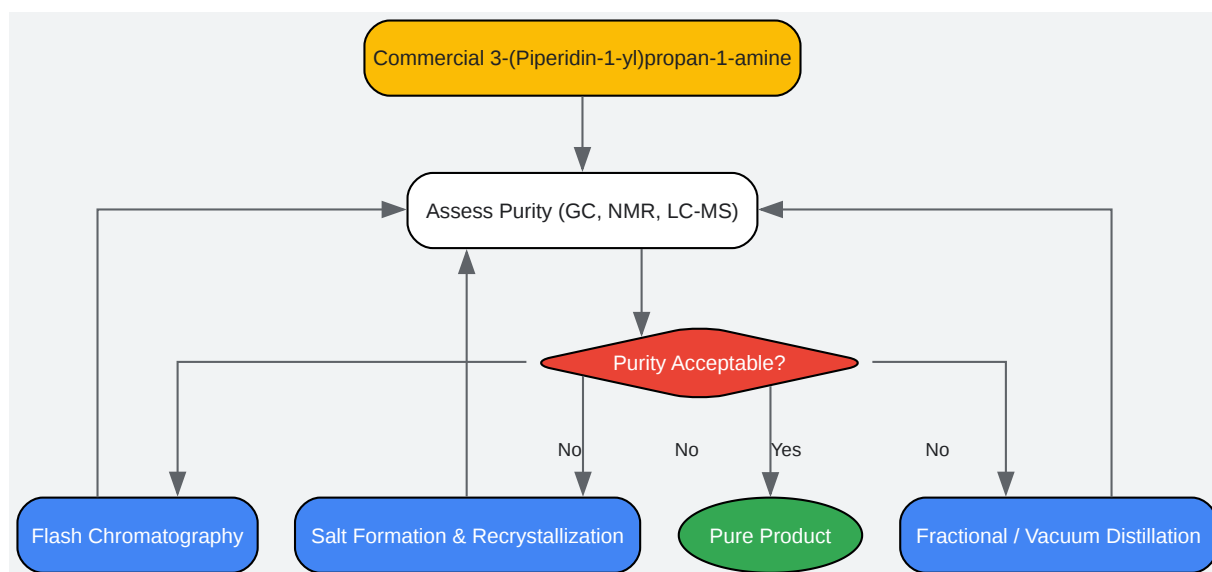 Commercial 3-(Piperidin-1-yl)propan-1-amine
Assess Purity (GC, NMR, LC-MS)
Purity Acceptable?
No
No
Yes
No
Flash Chromatography
Salt Formation & Recrystallization
Pure Product
Fractional / Vacuum Distillation